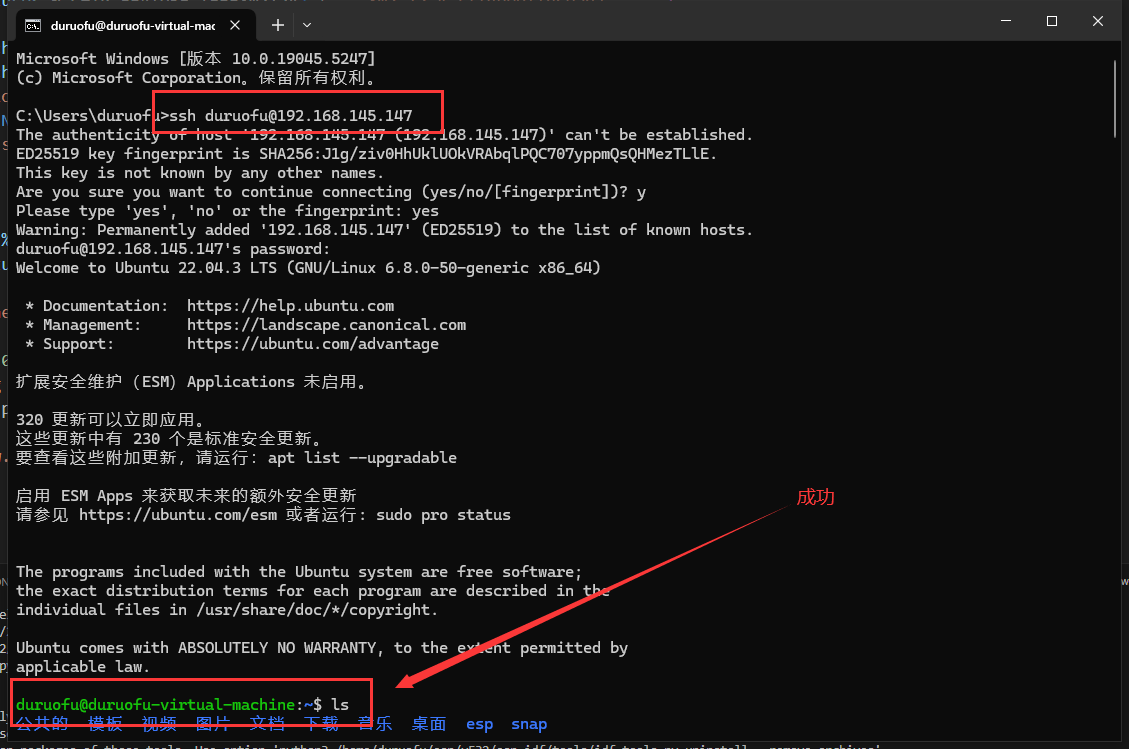 duruofu@duruofu-virtual-mac
Microsoft Windows [版本 10.0.19045.5247]
(c) Microsoft Corporation。保留所有权利。
C:\Users\duruofu>ssh duruofu@192.168.145.147
The authenticity of host '192.168.145.147 (192.168.145.147)' can't be established.
ED25519 key fingerprint is SHA256:J1g/ziv0HhUklUOkVRAbqlPQC707yppmQsQHMezTLlE.
This key is not known by any other names.
Are you sure you want to continue connecting (yes/no/[fingerprint])? y
Please type 'yes', 'no' or the fingerprint: yes
Warning: Permanently added '192.168.145.147' (ED25519) to the list of known hosts.
duruofu@192.168.145.147's password:
Welcome to Ubuntu 22.04.3 LTS (GNU/Linux 6.8.0-50-generic x86_64)
* Documentation:  https://help.ubuntu.com
* Management:     https://landscape.canonical.com
* Support:        https://ubuntu.com/advantage
扩展安全维护（ESM）Applications 未启用。
320 更新可以立即应用。
这些更新中有 230 个是标准安全更新。
要查看这些附加更新，请运行：apt list --upgradable
启用 ESM Apps 来获取未来的额外安全更新
请参见 https://ubuntu.com/esm 或者运行: sudo pro status
成功
The programs included with the Ubuntu system are free software;
the exact distribution terms for each program are described in the
individual files in /usr/share/doc/*/copyright.
Ubuntu comes with ABSOLUTELY NO WARRANTY, to the extent permitted by
applicable law.
duruofu@duruofu-virtual-machine:~$ ls
公共的 模板 视频 图片 文档 下载 音乐 桌面 esp snap